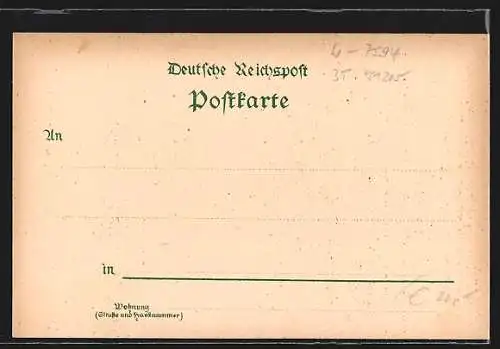 Deutsche Reichspost
Postkarte
An
in
Wohnung
(Straße und Hausnummer)